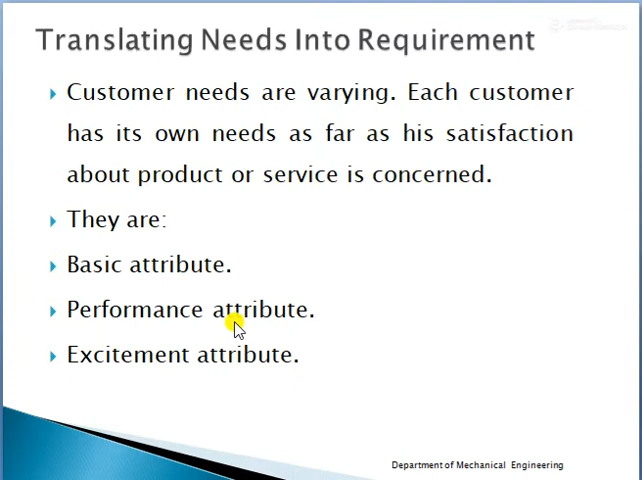 Translating Needs Into Requirement
Customer needs are varying. Each customer
has its own needs as far as his satisfaction
about product or service is concerned.
They are:
Basic attribute.
Performance attribute.
Excitement attribute.
Department of Mechanical Engineering